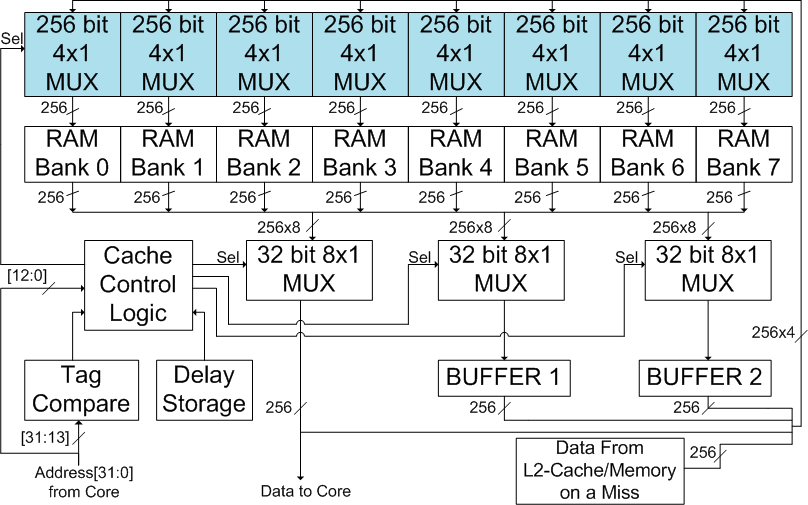 Sel
256 bit 256 bit 256 bit 256 bit 256 bit 256 bit 256 bit 256 bit
4x1 4x1 4x1 4x1 4x1 4x1 4x1 4x1
MUX MUX MUX MUX MUX MUX MUX MUX
256 256 256 256 256 256 256 256
RAM RAM RAM RAM RAM RAM RAM RAM
Bank 0 Bank 1 Bank 2 Bank 3 Bank 4 Bank 5 Bank 6 Bank 7
256 256 256 256 256 256 256 256
256x8 256x8 256x8
Cache
Control
Logic
[12:0]
Sel
32 bit 8x1
MUX
Sel
32 bit 8x1
MUX
Sel
32 bit 8x1
MUX
256x4
Tag
Compare
Delay
Storage
BUFFER 1
BUFFER 2
256 256 256
[31:13]
Address[31:0]
from Core
Data to Core
Data From
L2-Cache/Memory
on a Miss
256